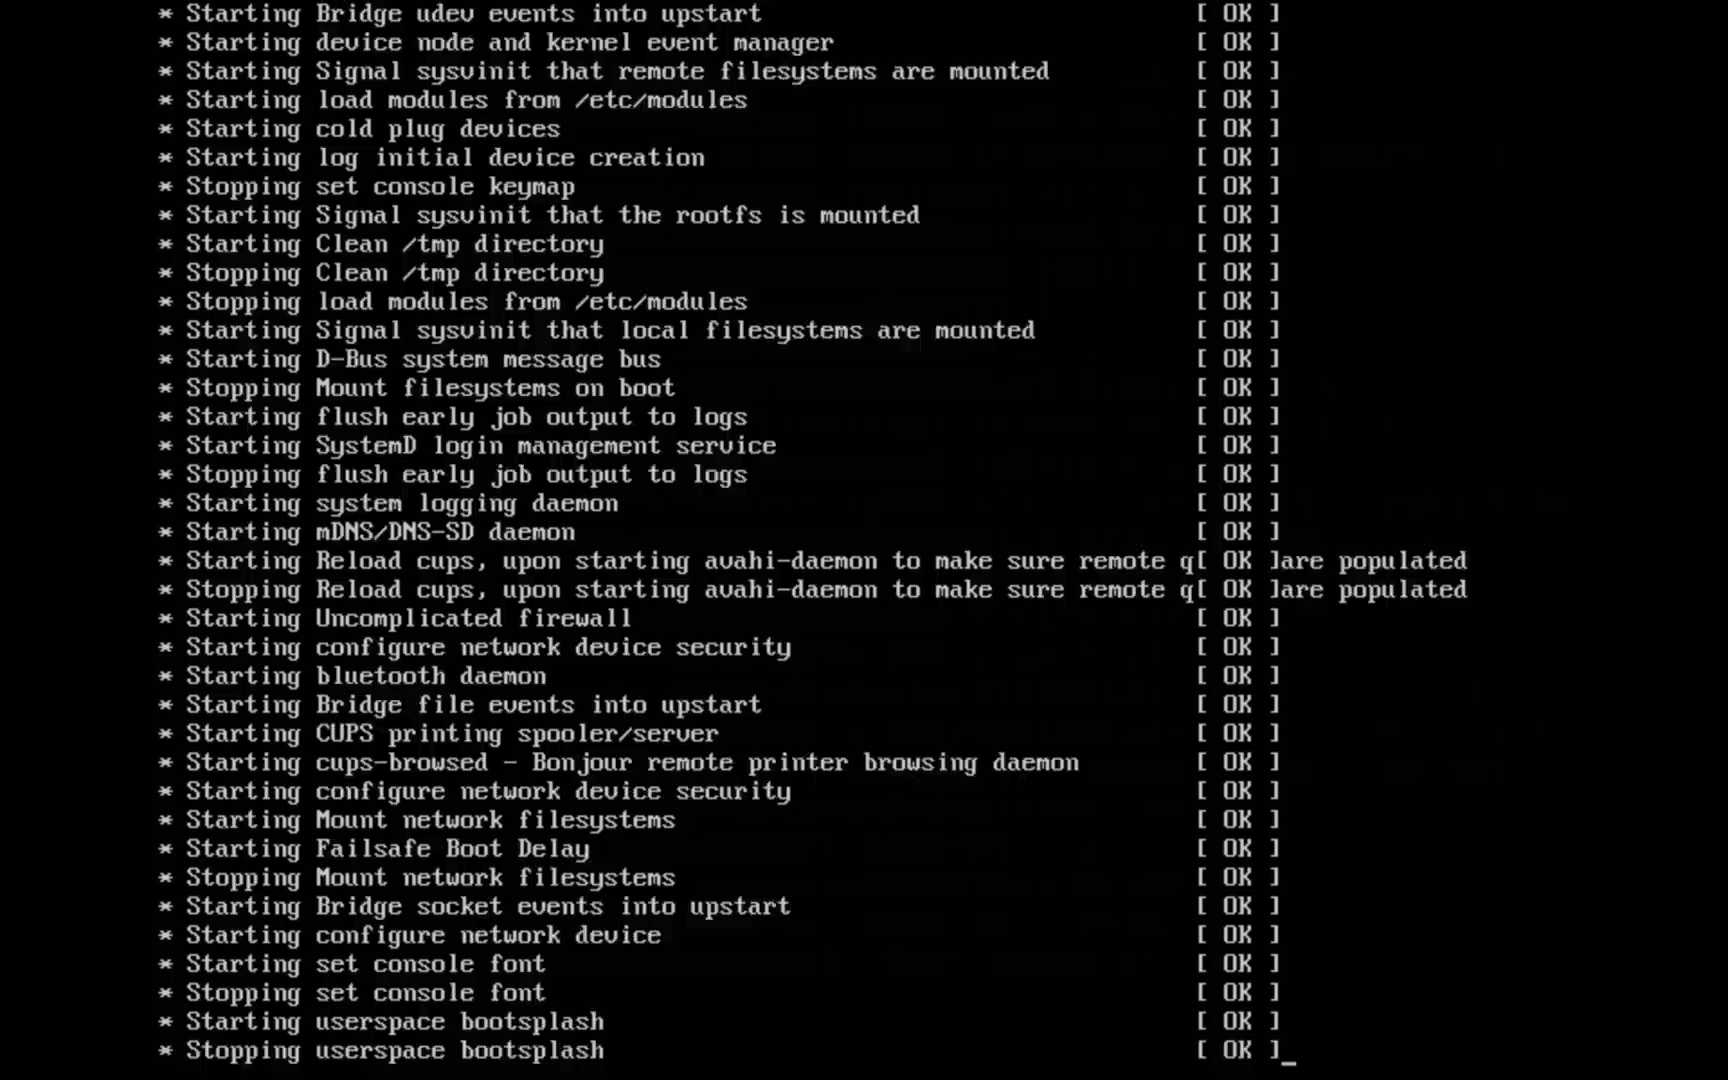 * Starting Bridge udev events into upstart [ OK ]
* Starting device node and kernel event manager [ OK ]
* Starting Signal sysvinit that remote filesystems are mounted [ OK ]
* Starting load modules from /etc/modules [ OK ]
* Starting cold plug devices [ OK ]
* Starting log initial device creation [ OK ]
* Stopping set console keymap [ OK ]
* Starting Signal sysvinit that the rootfs is mounted [ OK ]
* Starting Clean /tmp directory [ OK ]
* Stopping Clean /tmp directory [ OK ]
* Stopping load modules from /etc/modules [ OK ]
* Starting Signal sysvinit that local filesystems are mounted [ OK ]
* Starting D-Bus system message bus [ OK ]
* Stopping Mount filesystems on boot [ OK ]
* Starting flush early job output to logs [ OK ]
* Starting SystemD login management service [ OK ]
* Stopping flush early job output to logs [ OK ]
* Starting system logging daemon [ OK ]
* Starting mDNS/DNS-SD daemon [ OK ]
* Starting Reload cups, upon starting avahi-daemon to make sure remote q[ OK ]are populated
* Stopping Reload cups, upon starting avahi-daemon to make sure remote q[ OK ]are populated
* Starting Uncomplicated firewall [ OK ]
* Starting configure network device security [ OK ]
* Starting bluetooth daemon [ OK ]
* Starting Bridge file events into upstart [ OK ]
* Starting CUPS printing spooler/server [ OK ]
* Starting cups-browsed - Bonjour remote printer browsing daemon [ OK ]
* Starting configure network device security [ OK ]
* Starting Mount network filesystems [ OK ]
* Starting Failsafe Boot Delay [ OK ]
* Stopping Mount network filesystems [ OK ]
* Starting Bridge socket events into upstart [ OK ]
* Starting configure network device [ OK ]
* Starting set console font [ OK ]
* Stopping set console font [ OK ]
* Starting userspace bootsplash [ OK ]
* Stopping userspace bootsplash [ OK ]_